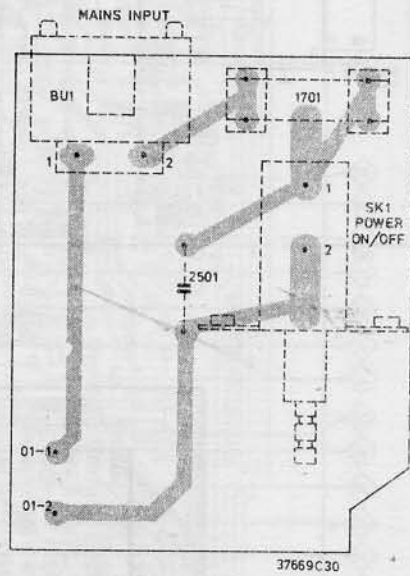 MAINS INPUT
BU1
1701
1
2
1
SK1
POWER
ON/OFF
2
2501
01-1
01-2
37669C30